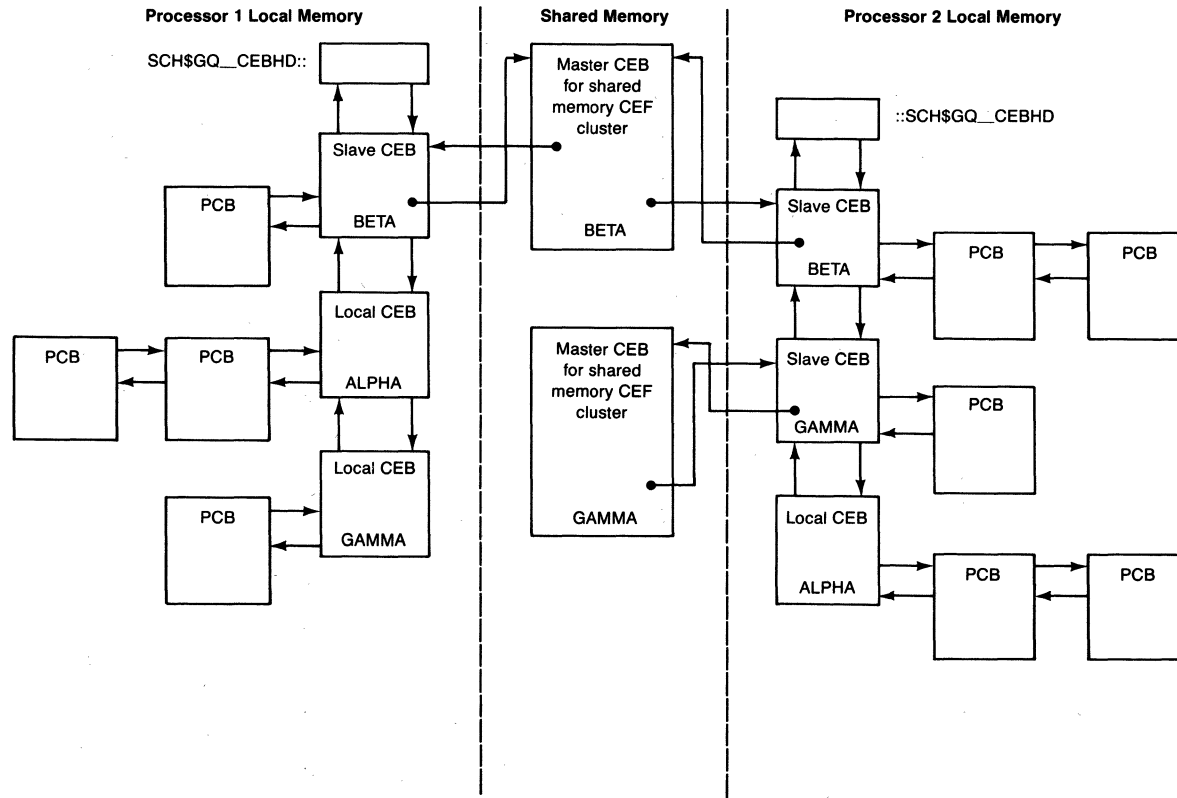 Processor 1 Local Memory
SCH$GQ__CEBHD::
Slave CEB
BETA
PCB
Local CEB
ALPHA
PCB
PCB
Local CEB
GAMMA
PCB
Shared Memory
Master CEB
for shared
memory CEF
cluster
BETA
Master CEB
for shared
memory CEF
cluster
GAMMA
Processor 2 Local Memory
::SCH$GQ__CEBHD
Slave CEB
BETA
PCB
PCB
Slave CEB
GAMMA
PCB
Local CEB
ALPHA
PCB
PCB